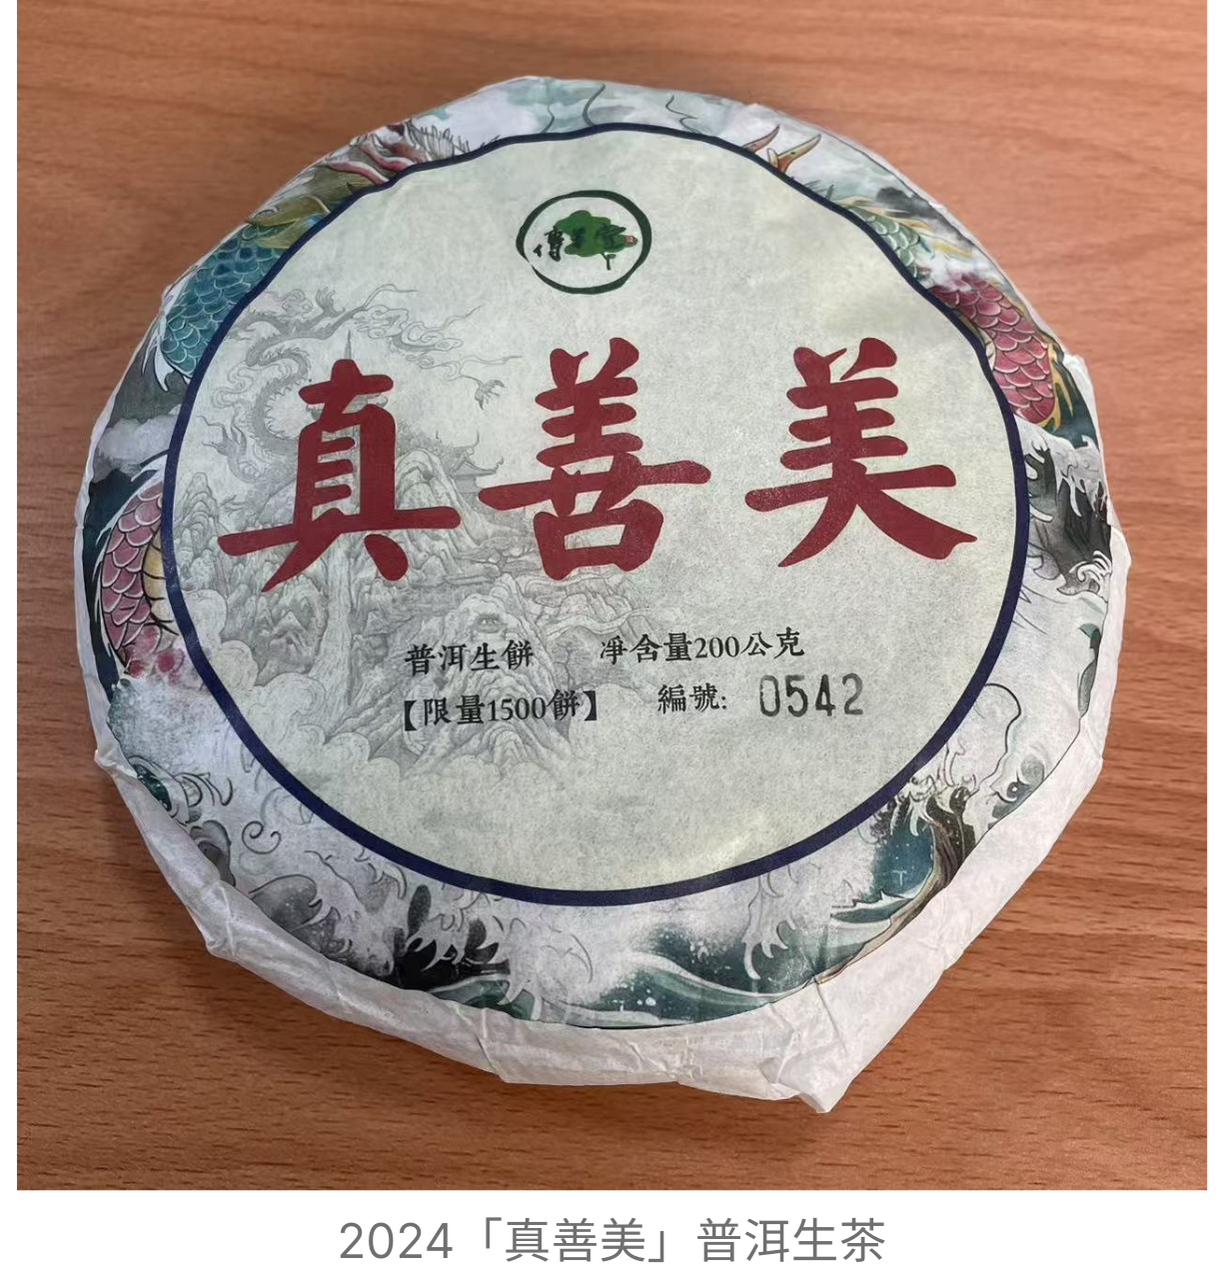 真善美
普洱生餅 淨含量200公克
【限量1500餅】 編號: 0542
2024「真善美」普洱生茶